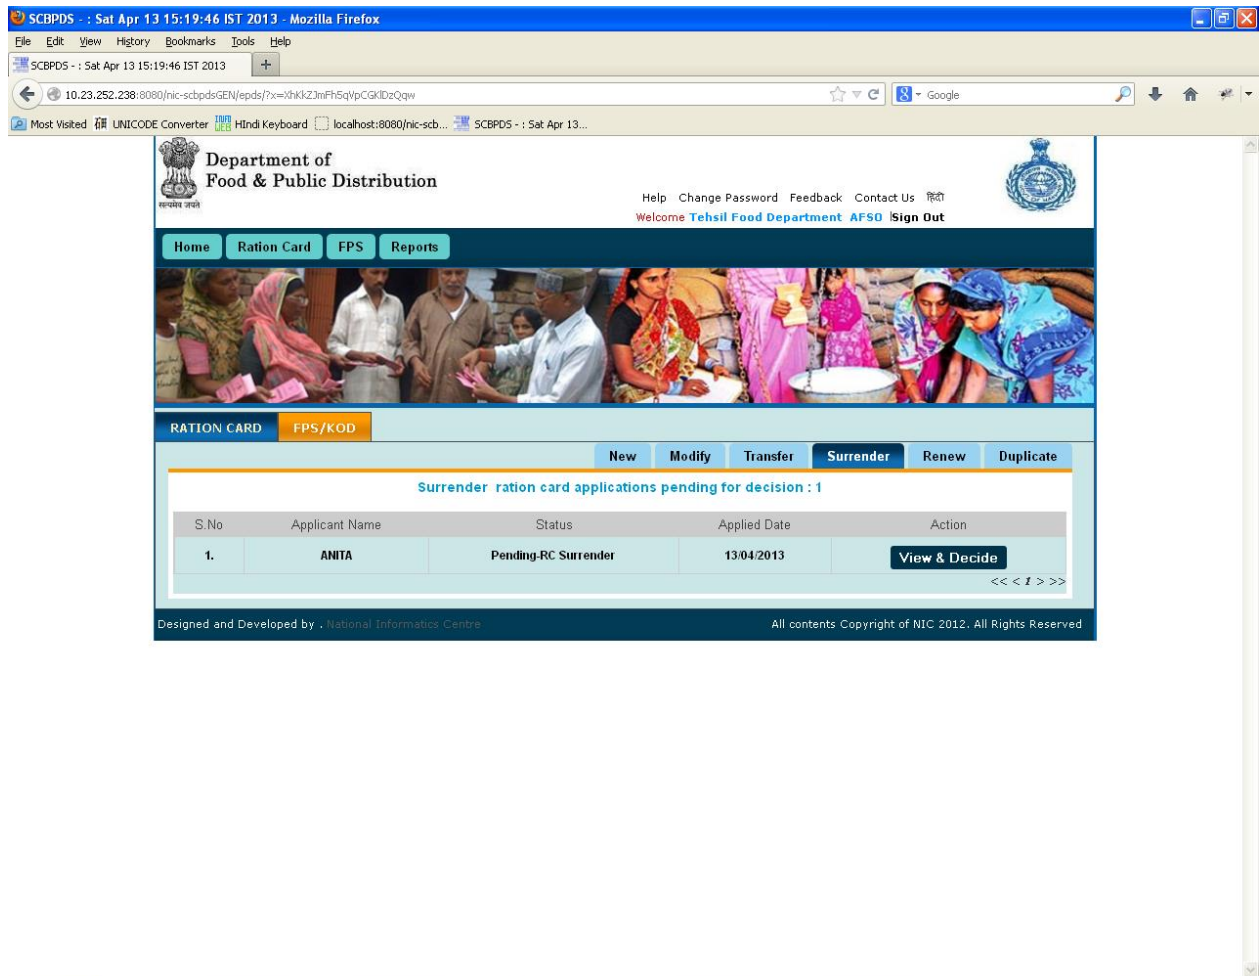 SCBPDS - : Sat Apr 13 15:19:46 IST 2013 - Mozilla Firefox
File Edit View History Bookmarks Tools Help
SCBPDS - : Sat Apr 13 15:19:46 IST 2013 +
10.23.252.238:8080/nic-scbpdsGEN/epds/?x=XhKkZJmFh5qVpCGKlDzQqw Google
Most Visited UNICODE Converter HIndi Keyboard localhost:8080/nic-scb... SCBPDS - : Sat Apr 13...
Department of
Food & Public Distribution
सत्यमेव जयते
Help Change Password Feedback Contact Us हिंदी
Welcome Tehsil Food Department AFSO |Sign Out
Home Ration Card FPS Reports
RATION CARD FPS/KOD
New Modify Transfer Surrender Renew Duplicate
Surrender ration card applications pending for decision : 1
S.No Applicant Name Status Applied Date Action
1. ANITA Pending-RC Surrender 13/04/2013 View & Decide
<< < 1 > >>
Designed and Developed by . National Informatics Centre All contents Copyright of NIC 2012. All Rights Reserved